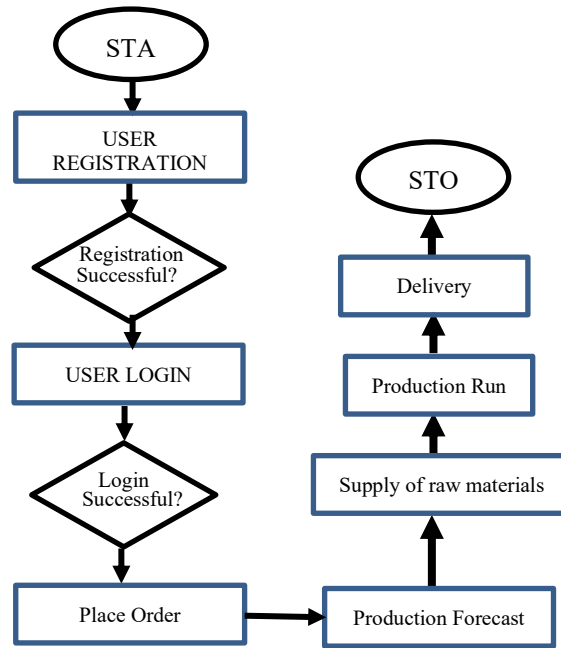 STA
USER
REGISTRATION
Registration
Successful?
USER LOGIN
Login
Successful?
Place Order
Production Forecast
Supply of raw materials
Production Run
Delivery
STO